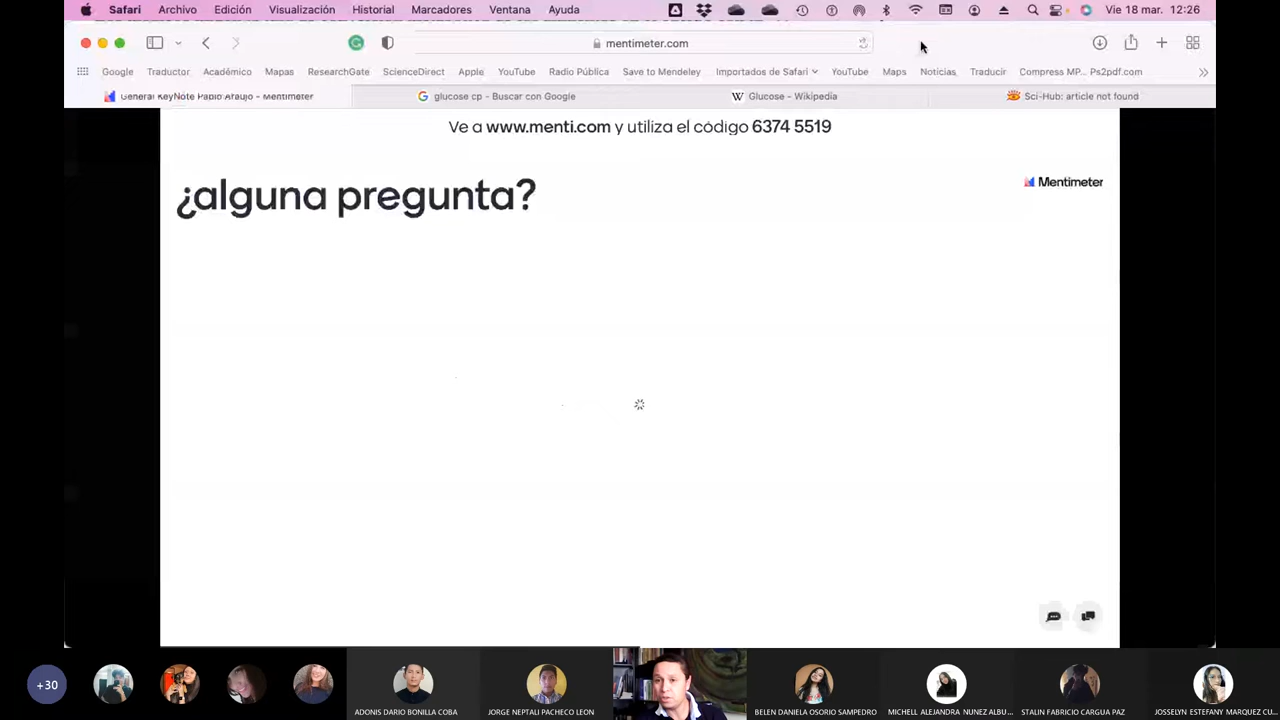 Safari Archivo Edición Visualización Historial Marcadores Ventana Ayuda Vie 18 mar. 12:26
mentimeter.com
Google Traductor Académico Mapas ResearchGate ScienceDirect Apple YouTube Radio Pública Save to Mendeley Importados de Safari YouTube Maps Noticias Traducir Compress MP... Ps2pdf.com
General KeyNote Pablo Araujo – Mentimeter glucose cp - Buscar con Google Glucose – Wikipedia Sci-Hub: article not found
Ve a www.menti.com y utiliza el código 6374 5519
¿alguna pregunta?
Mentimeter
+30
ADONIS DARIO BONILLA COBA JORGE NEPTALI PACHECO LEON BELEN DANIELA OSORIO SAMPEDRO MICHELL ALEJANDRA NUNEZ ALBU... STALIN FABRICIO CARGUA PAZ JOSSELYN ESTEFANY MARQUEZ CU...